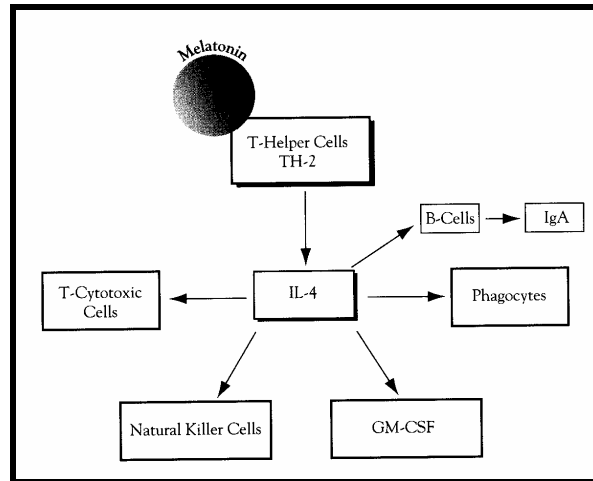 Melatonin
T-Helper Cells
TH-2
B-Cells
IgA
T-Cytotoxic
Cells
IL-4
Phagocytes
Natural Killer Cells
GM-CSF